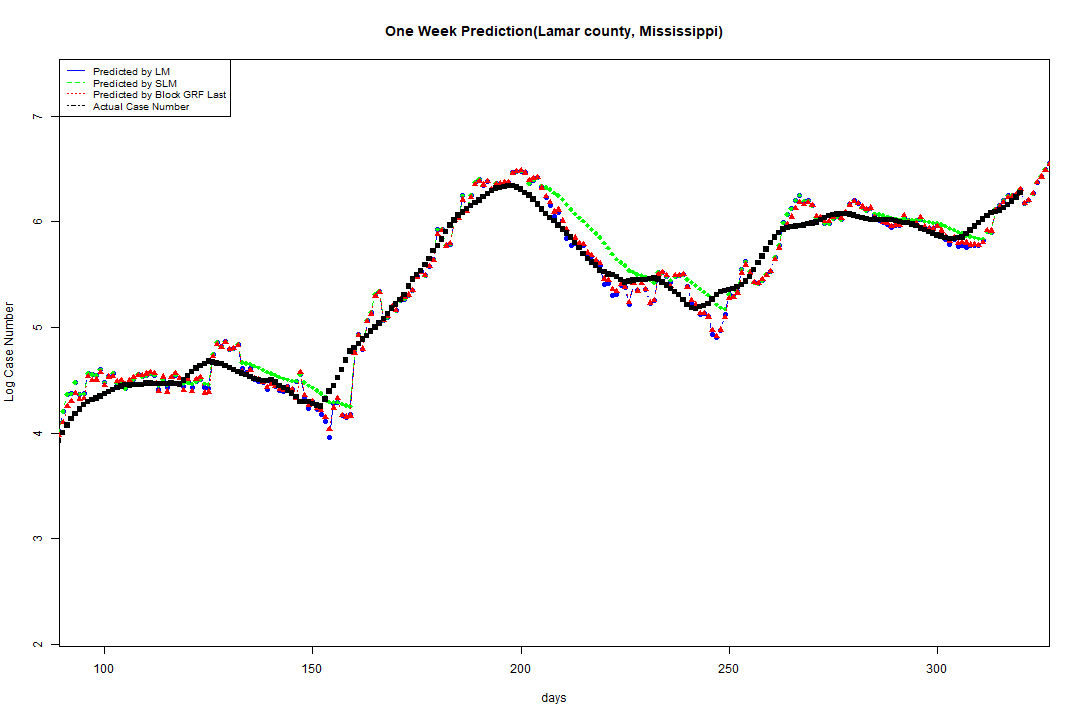 One Week Prediction(Lamar county, Mississippi)
Predicted by LM
Predicted by SLM
Predicted by Block GRF Last
Actual Case Number
7
6
5
4
3
2
Log Case Number
100 150 200 250 300
days